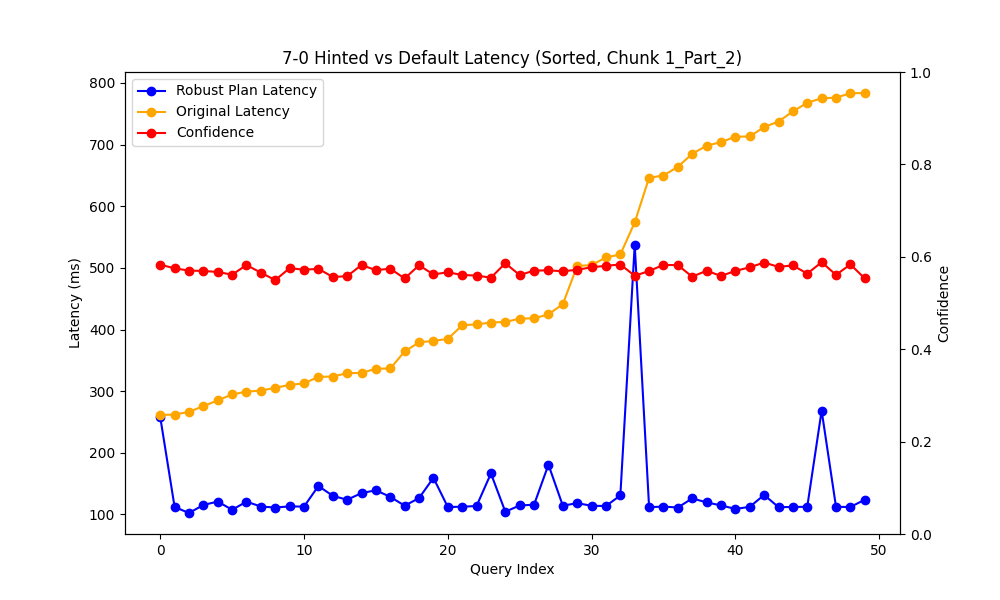 7-0 Hinted vs Default Latency (Sorted, Chunk 1_Part_2)
Robust Plan Latency
Original Latency
Confidence
Latency (ms)
800
700
600
500
400
300
200
100
1.0
0.8
0.6
0.4
0.2
0.0
Confidence
0 10 20 30 40 50
Query Index